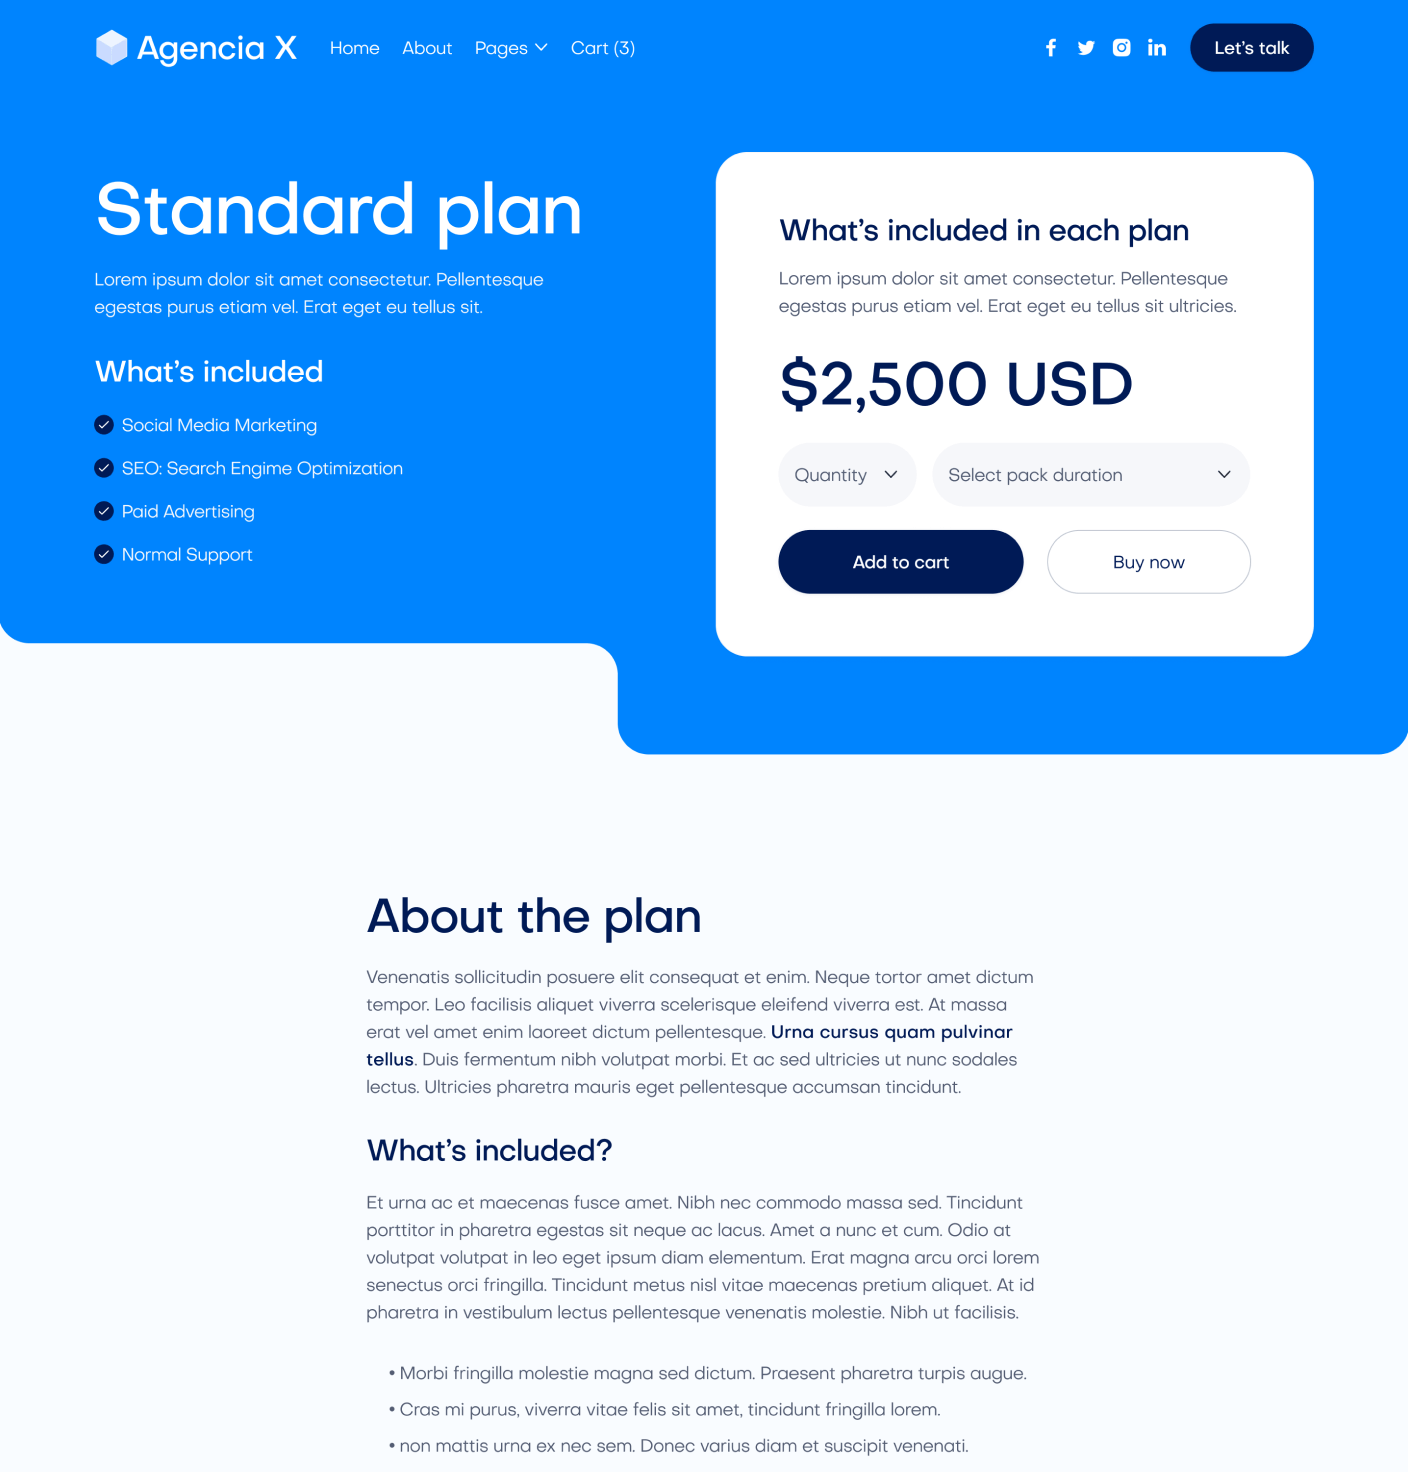 Agencia X
Home
About
Pages
Cart (3)
Let’s talk
Standard plan
Lorem ipsum dolor sit amet consectetur. Pellentesque
egestas purus etiam vel. Erat eget eu tellus sit.
What’s included
Social Media Marketing
SEO: Search Engime Optimization
Paid Advertising
Normal Support
What’s included in each plan
Lorem ipsum dolor sit amet consectetur. Pellentesque
egestas purus etiam vel. Erat eget eu tellus sit ultricies.
$2,500 USD
Quantity
Select pack duration
Add to cart
Buy now
About the plan
Venenatis sollicitudin posuere elit consequat et enim. Neque tortor amet dictum
tempor. Leo facilisis aliquet viverra scelerisque eleifend viverra est. At massa
erat vel amet enim laoreet dictum pellentesque. Urna cursus quam pulvinar
tellus. Duis fermentum nibh volutpat morbi. Et ac sed ultricies ut nunc sodales
lectus. Ultricies pharetra mauris eget pellentesque accumsan tincidunt.
What’s included?
Et urna ac et maecenas fusce amet. Nibh nec commodo massa sed. Tincidunt
porttitor in pharetra egestas sit neque ac lacus. Amet a nunc et cum. Odio at
volutpat volutpat in leo eget ipsum diam elementum. Erat magna arcu orci lorem
senectus orci fringilla. Tincidunt metus nisl vitae maecenas pretium aliquet. At id
pharetra in vestibulum lectus pellentesque venenatis molestie. Nibh ut facilisis.
• Morbi fringilla molestie magna sed dictum. Praesent pharetra turpis augue.
• Cras mi purus, viverra vitae felis sit amet, tincidunt fringilla lorem.
• non mattis urna ex nec sem. Donec varius diam et suscipit venenati.